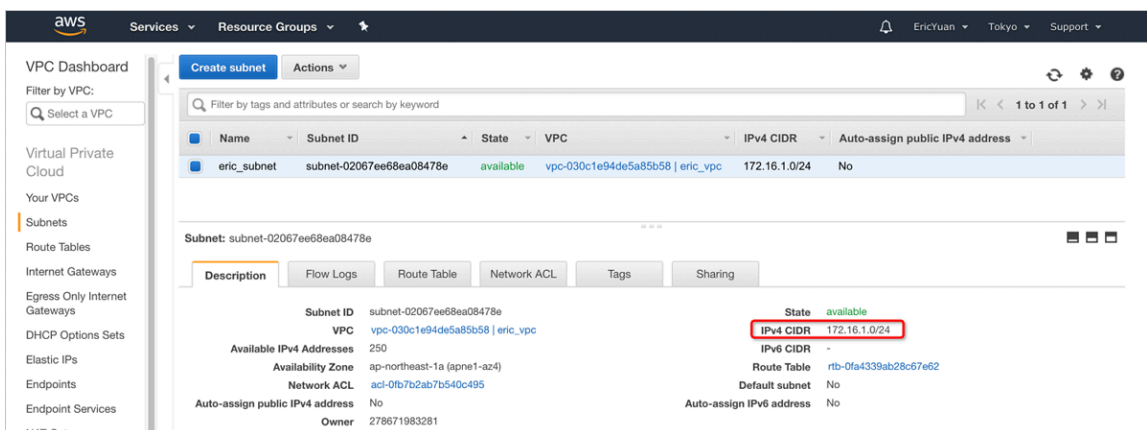 aws Services Resource Groups EricYuan Tokyo Support
VPC Dashboard
Filter by VPC:
Select a VPC
Virtual Private
Cloud
Your VPCs
Subnets
Route Tables
Internet Gateways
Egress Only Internet
Gateways
DHCP Options Sets
Elastic IPs
Endpoints
Endpoint Services
Create subnet Actions
Filter by tags and attributes or search by keyword 1 to 1 of 1
Name Subnet ID State VPC IPv4 CIDR Auto-assign public IPv4 address
eric_subnet subnet-02067ee68ea08478e available vpc-030c1e94de5a85b58 | eric_vpc 172.16.1.0/24 No
Subnet: subnet-02067ee68ea08478e
Description Flow Logs Route Table Network ACL Tags Sharing
Subnet ID subnet-02067ee68ea08478e State available
VPC vpc-030c1e94de5a85b58 | eric_vpc IPv4 CIDR 172.16.1.0/24
Available IPv4 Addresses 250 IPv6 CIDR -
Availability Zone ap-northeast-1a (apne1-az4) Route Table rtb-0fa4339ab28c67e62
Network ACL acl-0fb7b2ab7b540c495 Default subnet No
Auto-assign public IPv4 address No Auto-assign IPv6 address No
Owner 278671983281